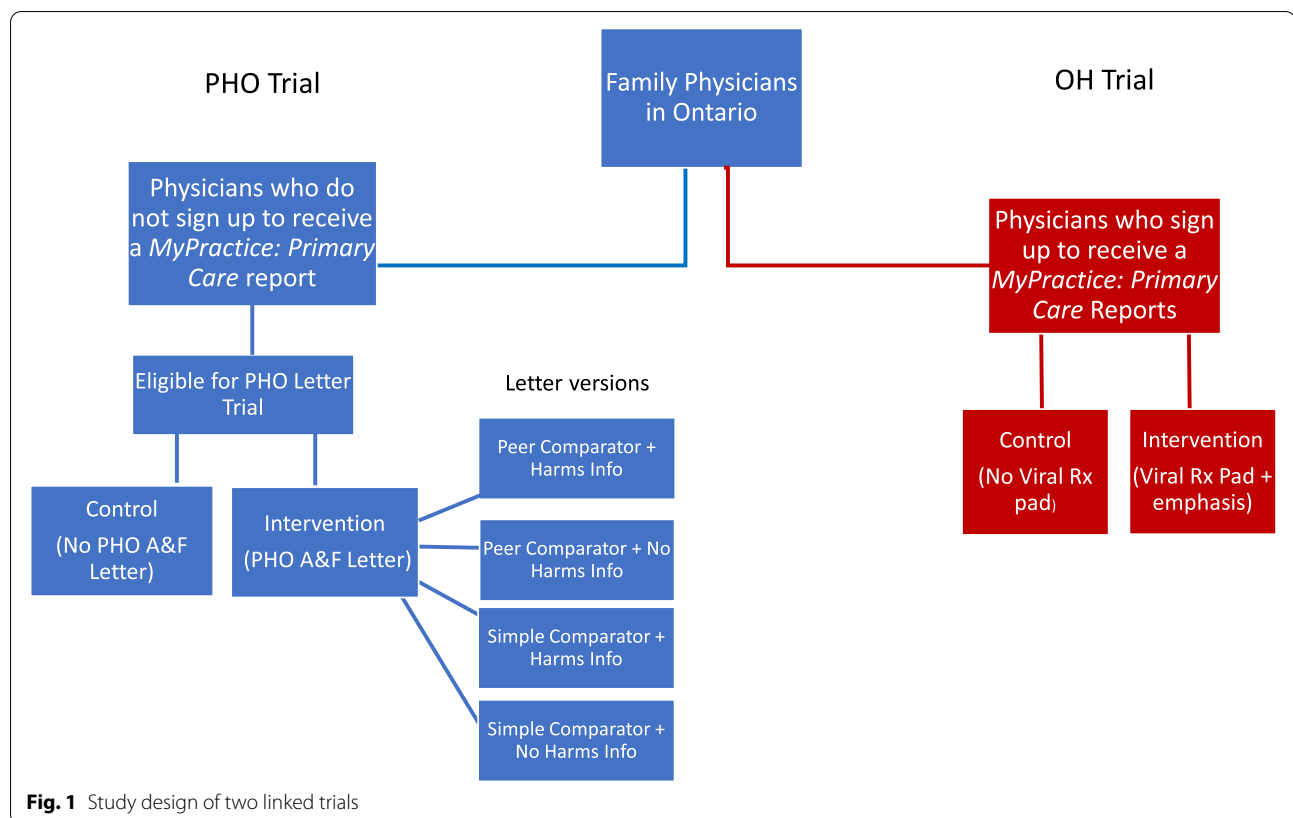 PHO Trial
Family Physicians
in Ontario
OH Trial
Physicians who do
not sign up to receive
a MyPractice: Primary
Care report
Physicians who sign
up to receive a
MyPractice: Primary
Care Reports
Eligible for PHO Letter
Trial
Letter versions
Control
(No PHO A&F
Letter)
Intervention
(PHO A&F Letter)
Peer Comparator +
Harms Info
Peer Comparator + No
Harms Info
Simple Comparator +
Harms Info
Simple Comparator +
No Harms Info
Control
(No Viral Rx
pad)
Intervention
(Viral Rx Pad +
emphasis)
Fig. 1 Study design of two linked trials